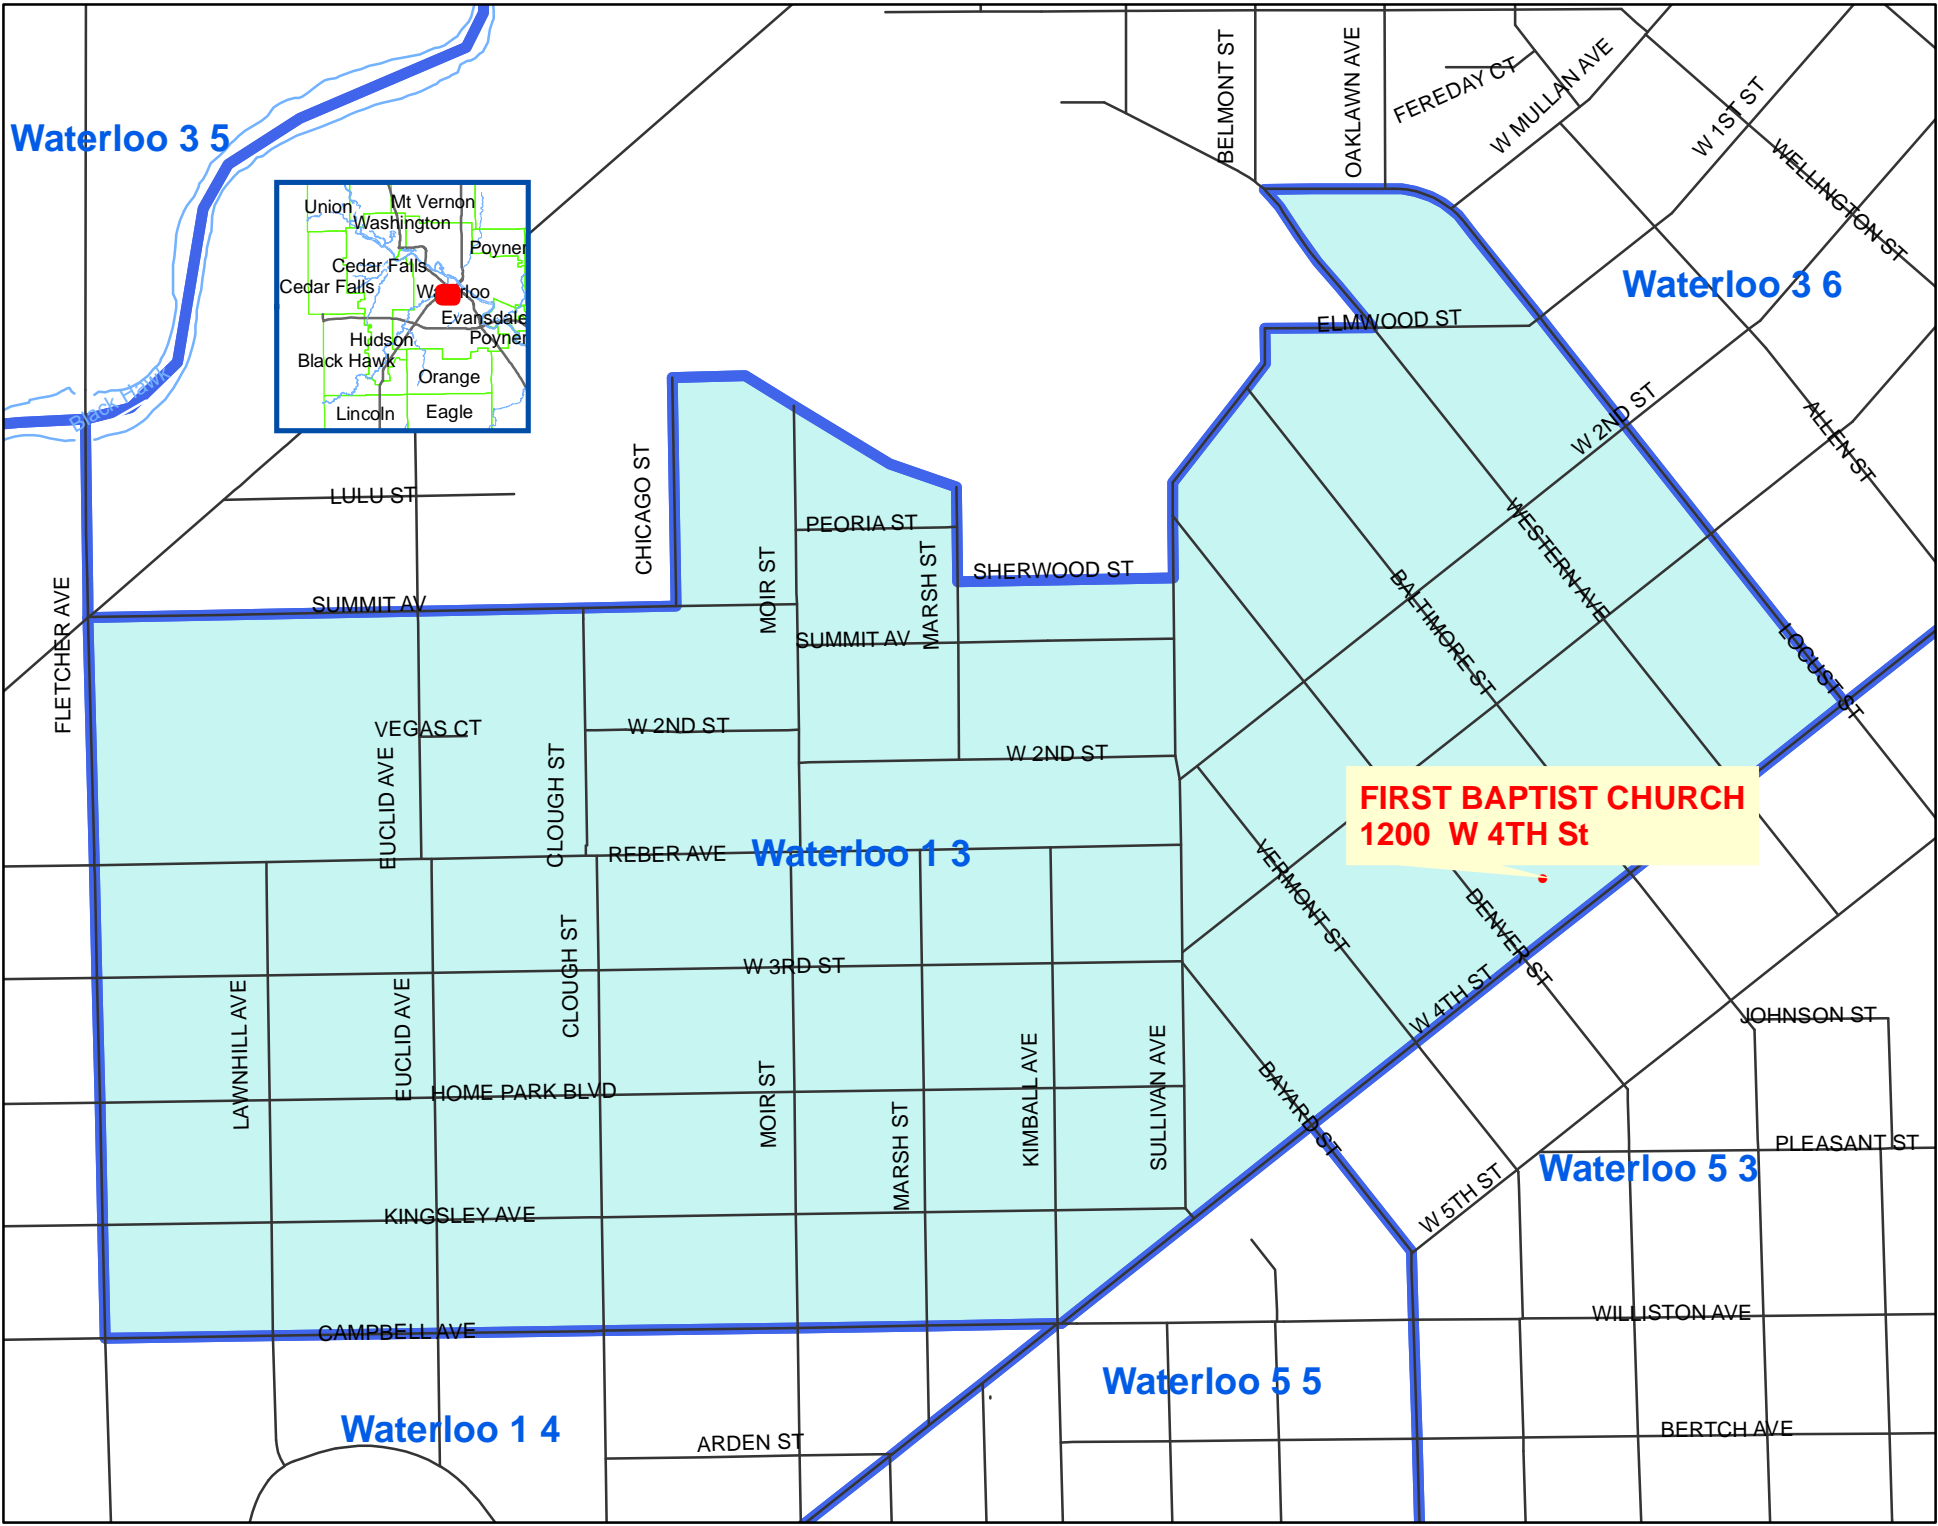 BELMONT ST
OAKLAWN AVE
FEREDAY CT
W MULLAN AVE
W 1ST ST
WELLINGTON ST
Waterloo 3 5
Union
Mt Vernon
Washington
Poyner
Cedar Falls
Cedar Falls
Waterloo
Evansdale
Poyner
Hudson
Black Hawk
Orange
Lincoln
Eagle
Black Hawk
Waterloo 3 6
ELMWOOD ST
W 2ND ST
ALLEN ST
LULU ST
CHICAGO ST
PEORIA ST
MOIR ST
MARSH ST
SHERWOOD ST
WESTERN AVE
BALTIMORE ST
LOCUST ST
FLETCHER AVE
SUMMIT AV
SUMMIT AV
VEGAS CT
EUCLID AVE
CLOUGH ST
W 2ND ST
W 2ND ST
FIRST BAPTIST CHURCH
1200 W 4TH St
REBER AVE
Waterloo 1 3
VERMONT ST
DENVER ST
W 3RD ST
LAWNHILL AVE
EUCLID AVE
CLOUGH ST
W 4TH ST
JOHNSON ST
HOME PARK BLVD
MOIR ST
MARSH ST
KIMBALL AVE
SULLIVAN AVE
BAYARD ST
PLEASANT ST
Waterloo 5 3
W 5TH ST
KINGSLEY AVE
CAMPBELL AVE
WILLISTON AVE
Waterloo 5 5
Waterloo 1 4
ARDEN ST
BERTCH AVE